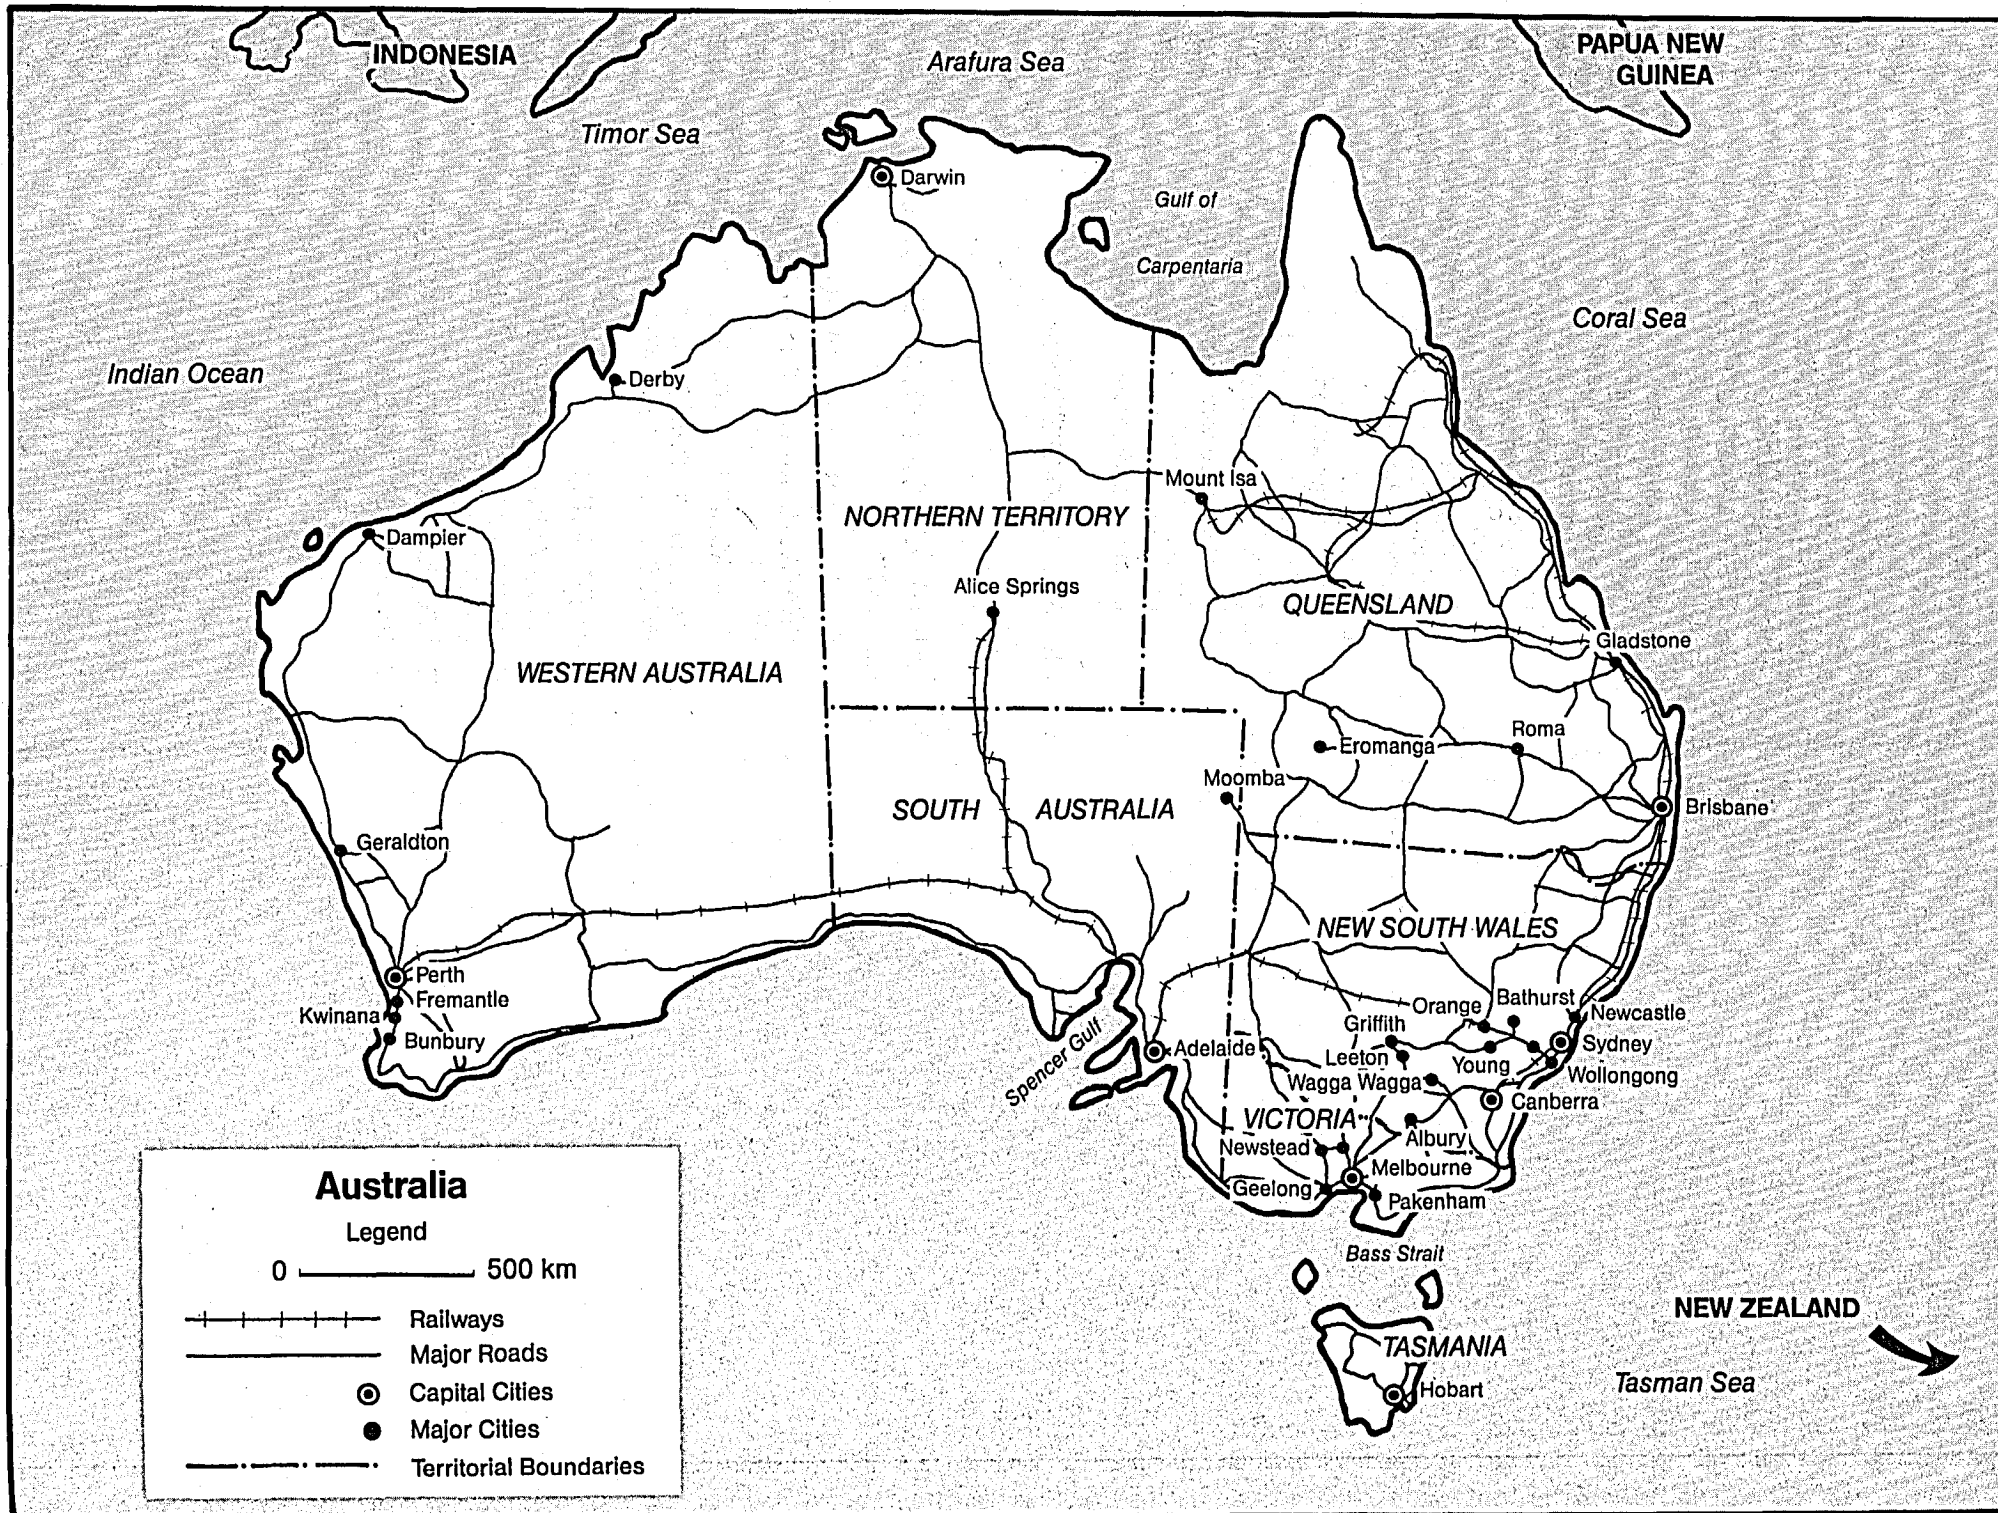 INDONESIA
Arafura Sea
PAPUA NEW
GUINEA
Timor Sea
Darwin
Gulf of
Carpentaria
Coral Sea
Indian Ocean
Derby
Mount Isa
NORTHERN TERRITORY
Dampier
Alice Springs
QUEENSLAND
Gladstone
WESTERN AUSTRALIA
Roma
Eromanga
Moomba
SOUTH AUSTRALIA
Brisbane
Geraldton
NEW SOUTH WALES
Perth
Fremantle
Kwinana
Bunbury
Orange
Bathurst
Newcastle
Griffith
Sydney
Spencer Gulf
Adelaide
Leeton
Young
Wollongong
Wagga Wagga
Canberra
VICTORIA
Albury
Newstead
Melbourne
Geelong
Pakenham
Bass Strait
NEW ZEALAND
TASMANIA
Tasman Sea
Hobart
Australia
Legend
0 500 km
Railways
Major Roads
Capital Cities
Major Cities
Territorial Boundaries